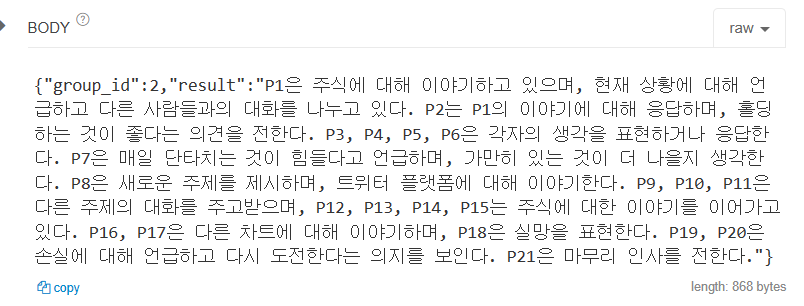 BODY ?
raw
{"group_id":2,"result":"P1은 주식에 대해 이야기하고 있으며, 현재 상황에 대해 언
급하고 다른 사람들과의 대화를 나누고 있다. P2는 P1의 이야기에 대해 응답하며, 홀딩
하는 것이 좋다는 의견을 전한다. P3, P4, P5, P6은 각자의 생각을 표현하거나 응답한
다. P7은 매일 단타치는 것이 힘들다고 언급하며, 가만히 있는 것이 더 나을지 생각한
다. P8은 새로운 주제를 제시하며, 트위터 플랫폼에 대해 이야기한다. P9, P10, P11은
다른 주제의 대화를 주고받으며, P12, P13, P14, P15는 주식에 대한 이야기를 이어가고
있다. P16, P17은 다른 차트에 대해 이야기하며, P18은 실망을 표현한다. P19, P20은
손실에 대해 언급하고 다시 도전한다는 의지를 보인다. P21은 마무리 인사를 전한다."}
copy
length: 868 bytes